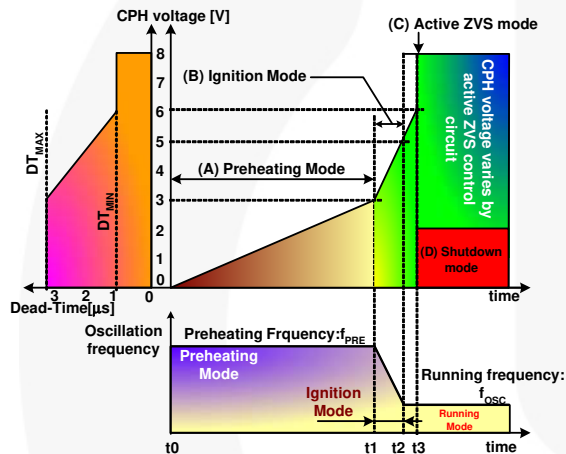 CPH voltage [V]
(C) Active ZVS mode
8
7
6
5
4
3
2
1
0
(B) Ignition Mode
(A) Preheating Mode
CPH voltage varies by
active ZVS control
circuit
(D) Shutdown
mode
DT_MAX
DT_MIN
3
2
1
0
Dead-Time[µs]
time
Oscillation
frequency
Preheating Frquency:f_PRE
Preheating
Mode
Ignition
Mode
Running frequency:
f_OSC
Running
Mode
t0
t1
t2
t3
time